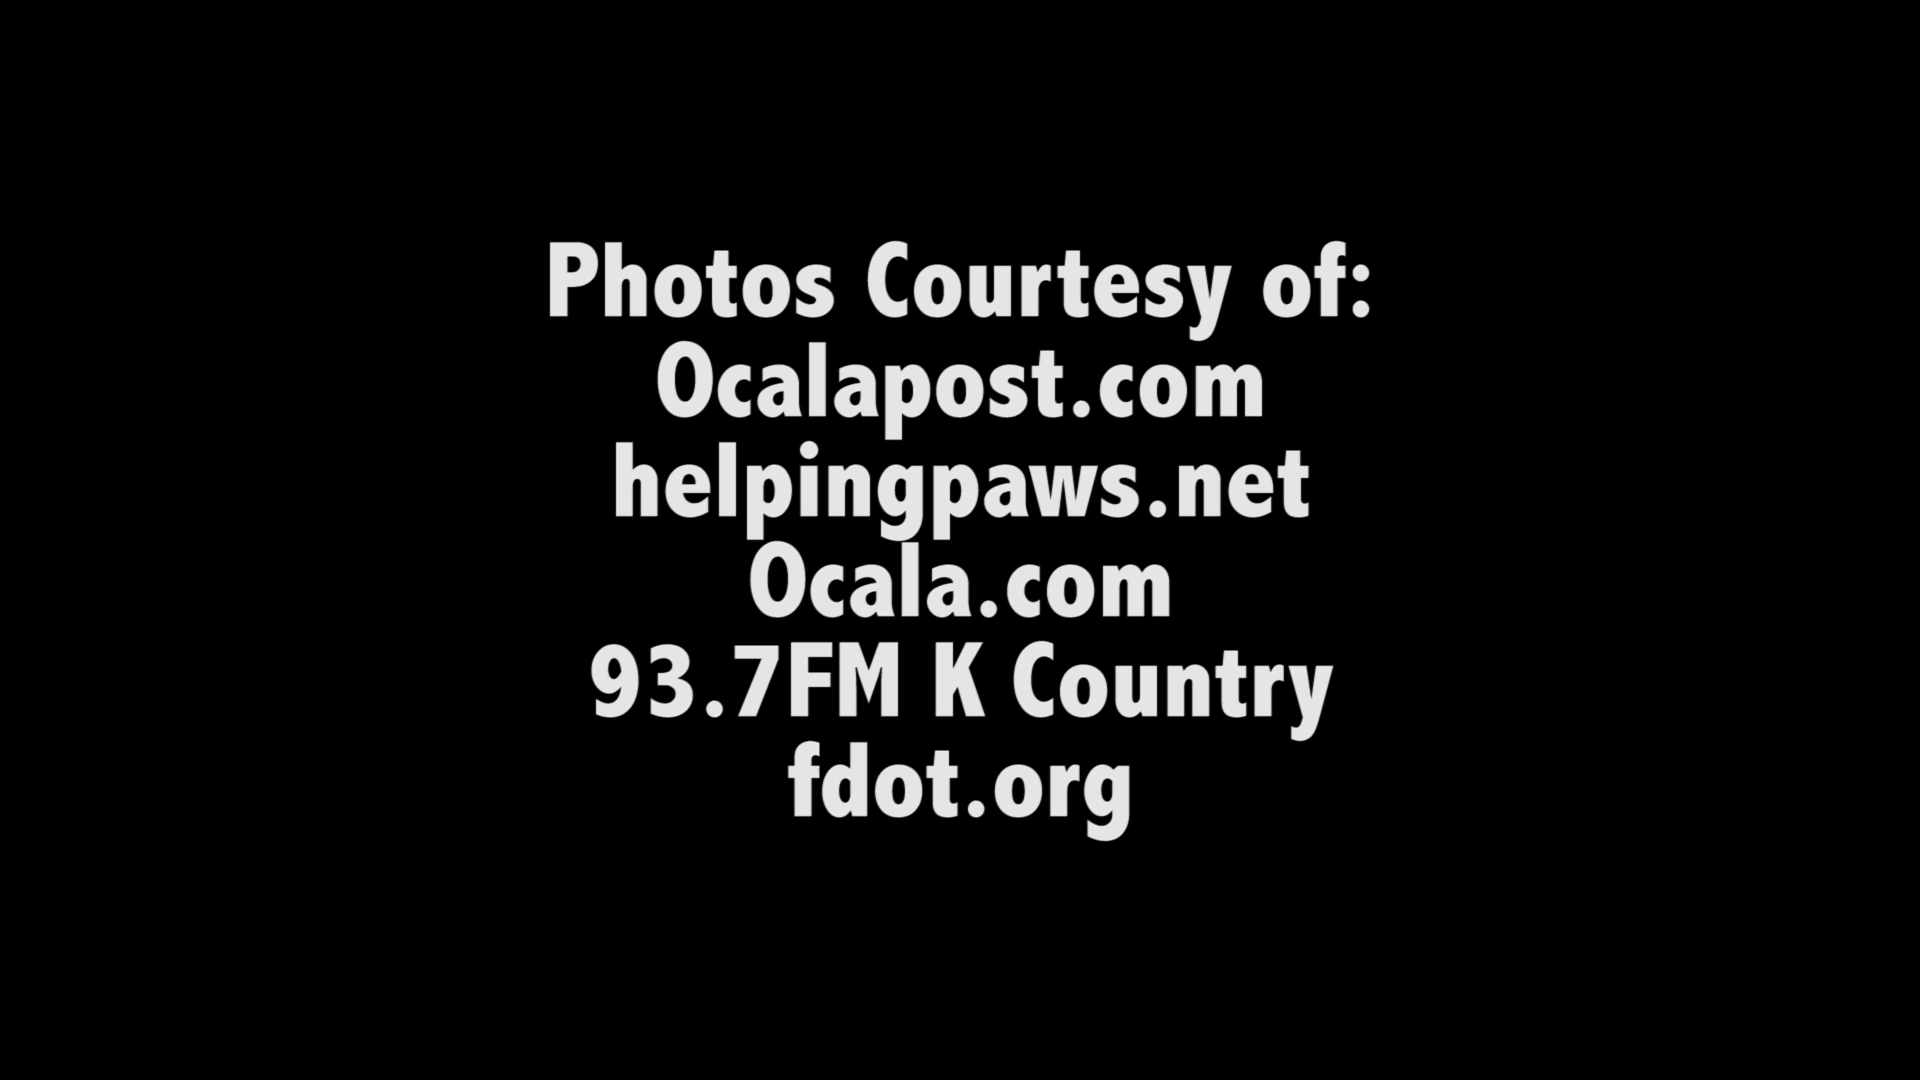 Photos Courtesy of:
Ocalapost.com
helpingpaws.net
Ocala.com
93.7FM K Country
fdot.org